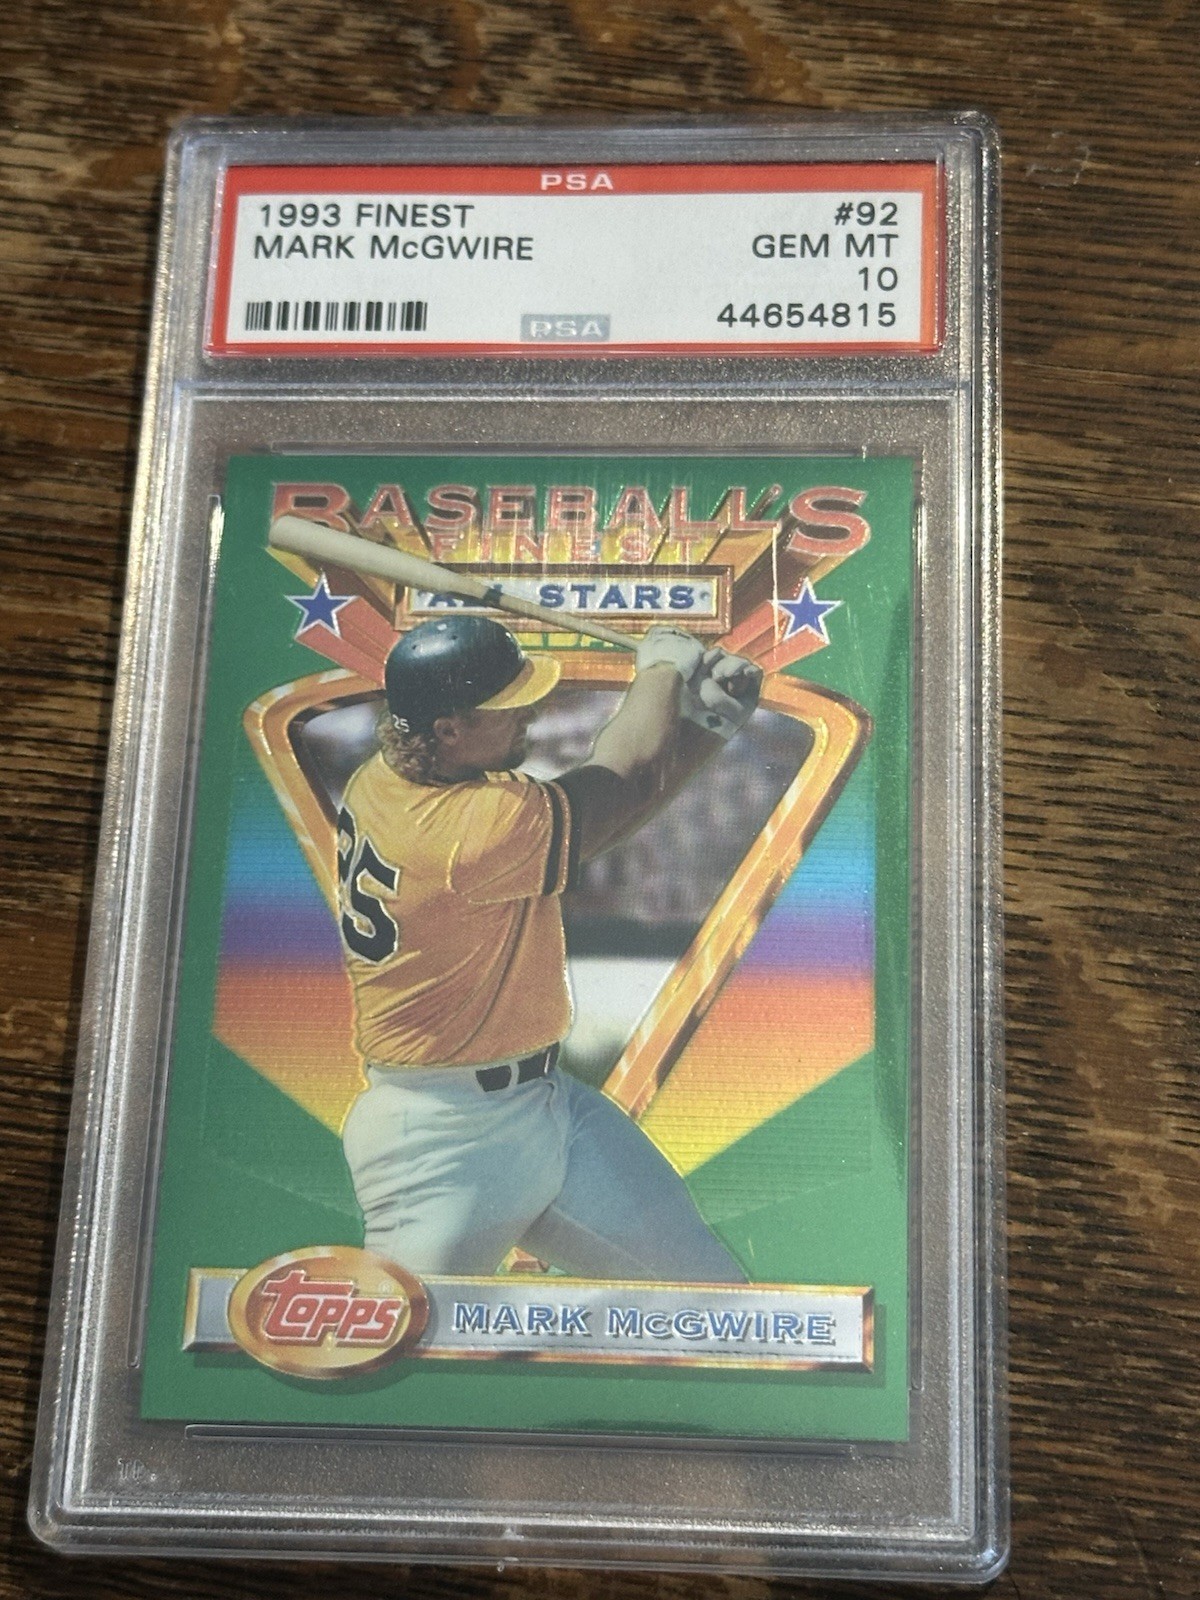 PSA
1993 FINEST #92
MARK McGWIRE GEM MT
10
PSA 44654815
BASEBALL'S
FINEST
ALL STARS
25
25
Topps MARK McGWIRE